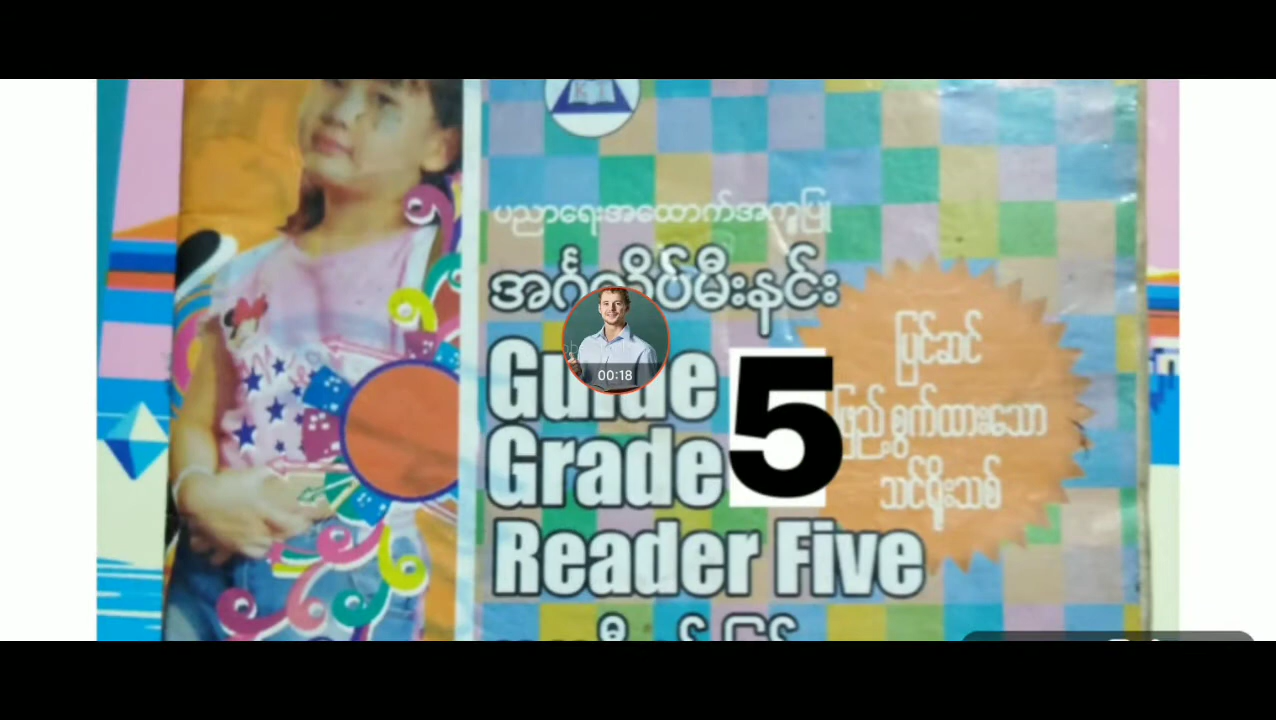 K T
ပညာရေးအထောက်အကူပြု
အင်္ဂလိပ်မီးနင်း
Guide
00:18
Grade 5
Reader Five
ပြင်ဆင်
ဖြည့်စွက်ထားသော
သင်ရိုးသစ်